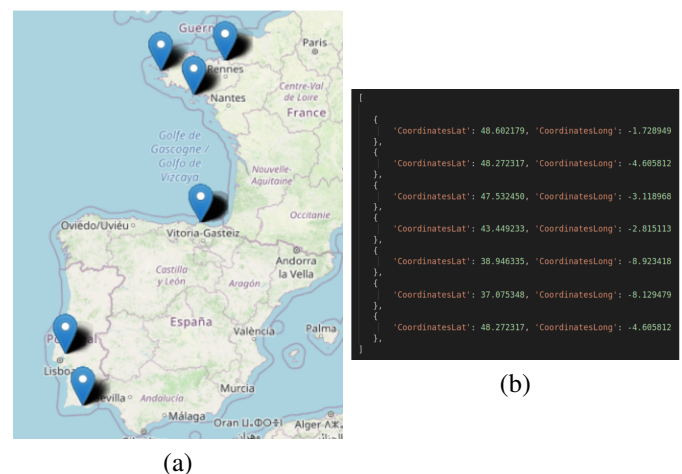 Guern
Paris
Rennes
Centre-Val
de Loire
Nantes
France
Golfe de
Gascogne /
Golfo de
Vizcaya
Nouvelle-
Aquitaine
Occitanie
Oviedo/Uviéu
Vitoria-Gasteiz
Andorra
la Vella
Castilla
y León
Aragón
España
València
Palma
Lisbo
Murcia
villa
Andalucía
Málaga
Oran
Alger
(a)
[
{
'CoordinatesLat': 48.602179, 'CoordinatesLong': -1.728949
},
{
'CoordinatesLat': 48.272317, 'CoordinatesLong': -4.605812
},
{
'CoordinatesLat': 47.532450, 'CoordinatesLong': -3.118968
},
{
'CoordinatesLat': 43.449233, 'CoordinatesLong': -2.815113
},
{
'CoordinatesLat': 38.946335, 'CoordinatesLong': -8.923418
},
{
'CoordinatesLat': 37.075348, 'CoordinatesLong': -8.129479
},
{
'CoordinatesLat': 48.272317, 'CoordinatesLong': -4.605812
},
]
(b)